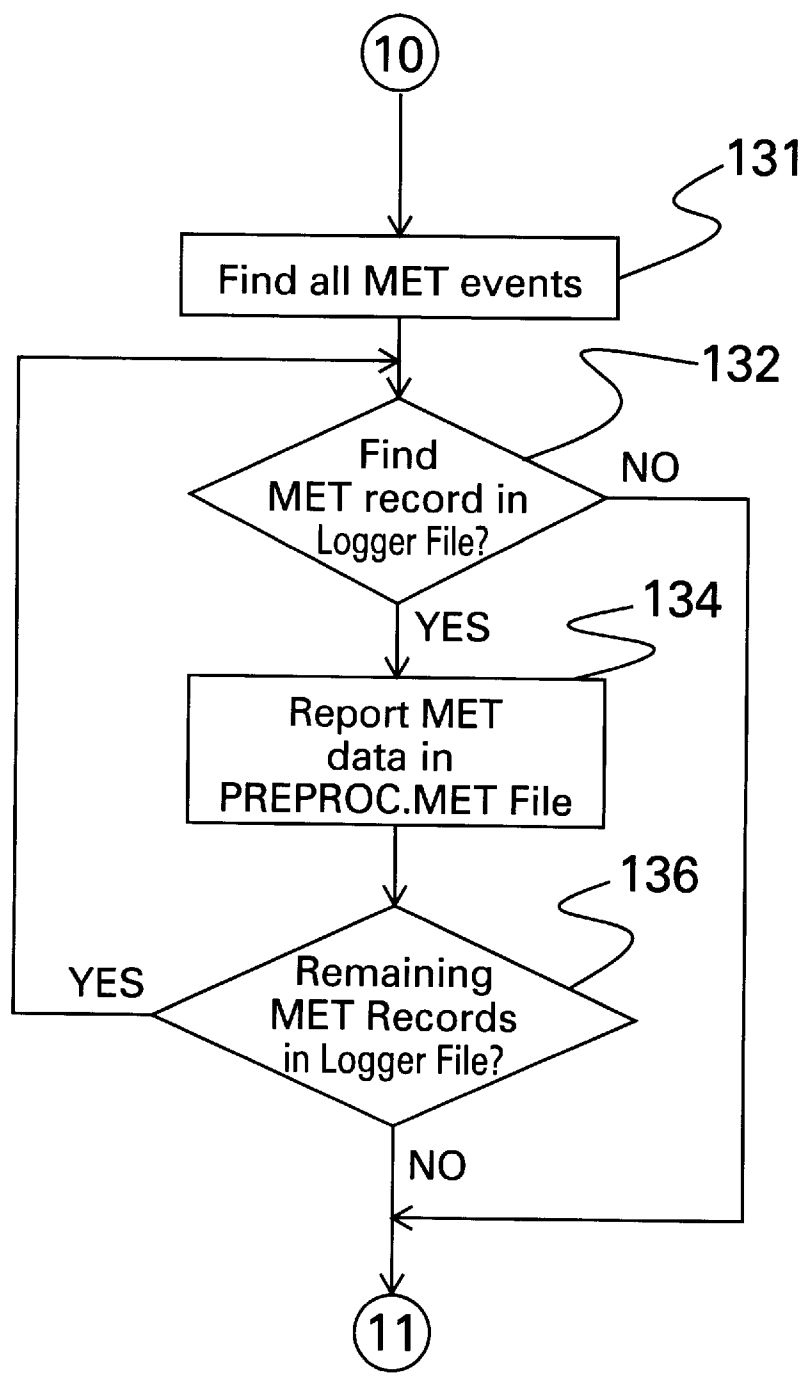 10
131
Find all MET events
132
Find
MET record in
Logger File?
NO
YES
134
Report MET
data in
PREPROC.MET File
136
Remaining
MET Records
in Logger File?
YES
NO
11